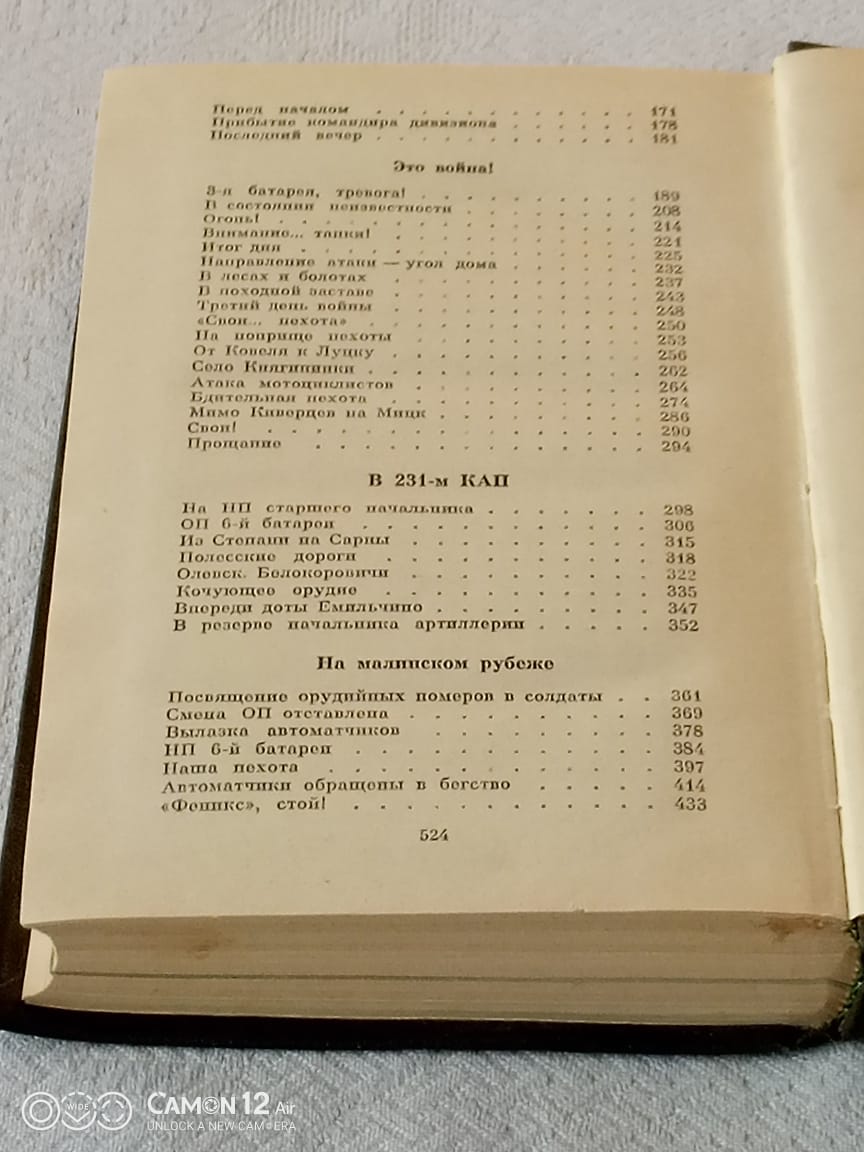 Перед началом . . . . . . . . . . . 171
Прибытие командира дивизиона . . . . . 178
Последний вечер . . . . . . . . . . . 181
Это война!
3-я батарея, тревога! . . . . . . . . . 189
В состоянии неизвестности . . . . . . . 208
Огонь! . . . . . . . . . . . . . 214
Внимание... танки! . . . . . . . . . 221
Итог дня . . . . . . . . . . . . 225
Направление атаки — угол дома . . . . . 232
В лесах и болотах . . . . . . . . . 237
В походной заставе . . . . . . . . . 243
Третий день войны . . . . . . . . . 248
«Свои... пехота» . . . . . . . . . . 250
На поприще пехоты . . . . . . . . . 253
От Ковеля к Луцку . . . . . . . . . 256
Село Княгининки . . . . . . . . . . 262
Атака мотоциклистов . . . . . . . . 264
Бдительная пехота . . . . . . . . . 274
Мимо Киверцев на Мицк . . . . . . . . 286
Свои! . . . . . . . . . . . . . 290
Прощание . . . . . . . . . . . 294
В 231-м КАП
На НП старшего начальника . . . . . . . 298
ОП 6-й батареи . . . . . . . . . . 306
Из Степани на Сарны . . . . . . . . . 315
Полесские дороги . . . . . . . . . . 318
Олевск. Белокоровичи . . . . . . . . . 322
Кочующее орудие . . . . . . . . . . 335
Впереди доты Емильчино . . . . . . . . 347
В резерве начальника артиллерии . . . . . 352
На малинском рубеже
Посвящение орудийных номеров в солдаты . . 361
Смена ОП отставлена . . . . . . . . . 369
Вылазка автоматчиков . . . . . . . . 378
НП 6-й батареи . . . . . . . . . . 384
Наша пехота . . . . . . . . . . . 397
Автоматчики обращены в бегство . . . . . 414
«Феникс», стой! . . . . . . . . . . 433
524
WIDE
CAMON 12 Air
UNLOCK A NEW CAMERA